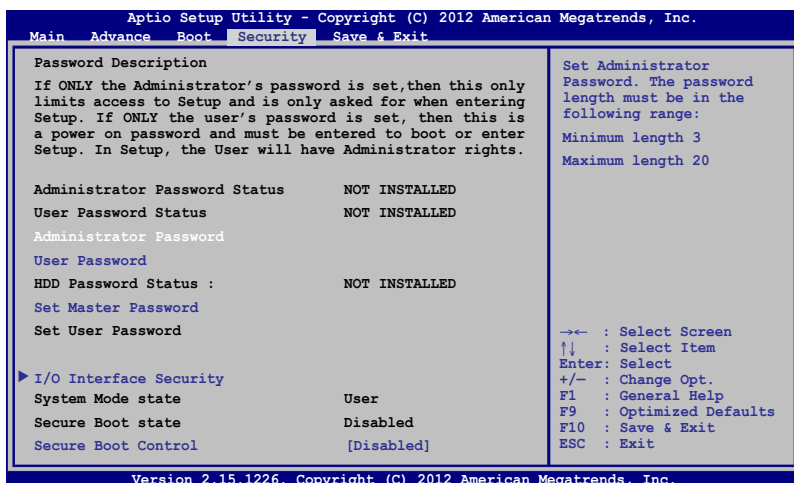 Aptio Setup Utility - Copyright (C) 2012 American Megatrends, Inc.
Main Advance Boot Security Save & Exit
Password Description
If ONLY the Administrator's password is set,then this only
limits access to Setup and is only asked for when entering
Setup. If ONLY the user's password is set, then this is
a power on password and must be entered to boot or enter
Setup. In Setup, the User will have Administrator rights.
Administrator Password Status NOT INSTALLED
User Password Status NOT INSTALLED
Administrator Password
User Password
HDD Password Status : NOT INSTALLED
Set Master Password
Set User Password
I/O Interface Security
System Mode state User
Secure Boot state Disabled
Secure Boot Control [Disabled]
Set Administrator
Password. The password
length must be in the
following range:
Minimum length 3
Maximum length 20
→← : Select Screen
↑↓ : Select Item
Enter: Select
+/— : Change Opt.
F1 : General Help
F9 : Optimized Defaults
F10 : Save & Exit
ESC : Exit
Version 2.15.1226. Copyright (C) 2012 American Megatrends, Inc.